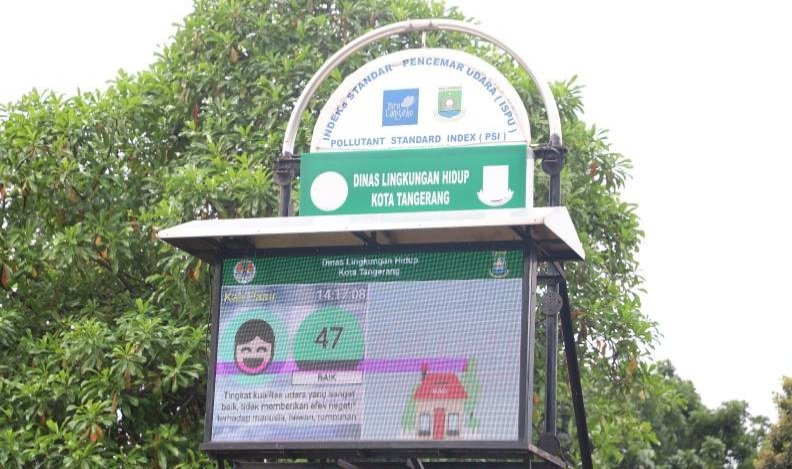 INDEKS STANDAR PENCEMAR UDARA ( ISPU )
Biru Langitku
POLLUTANT STANDARD INDEX ( PSI )
DINAS LINGKUNGAN HIDUP
KOTA TANGERANG
Dinas Lingkungan Hidup
Kota Tangerang
14:17:08
47
BAIK
Tingkat kualitas udara yang sangat
baik, tidak memberikan efek negatif
terhadap manusia, hewan, tumbuhan